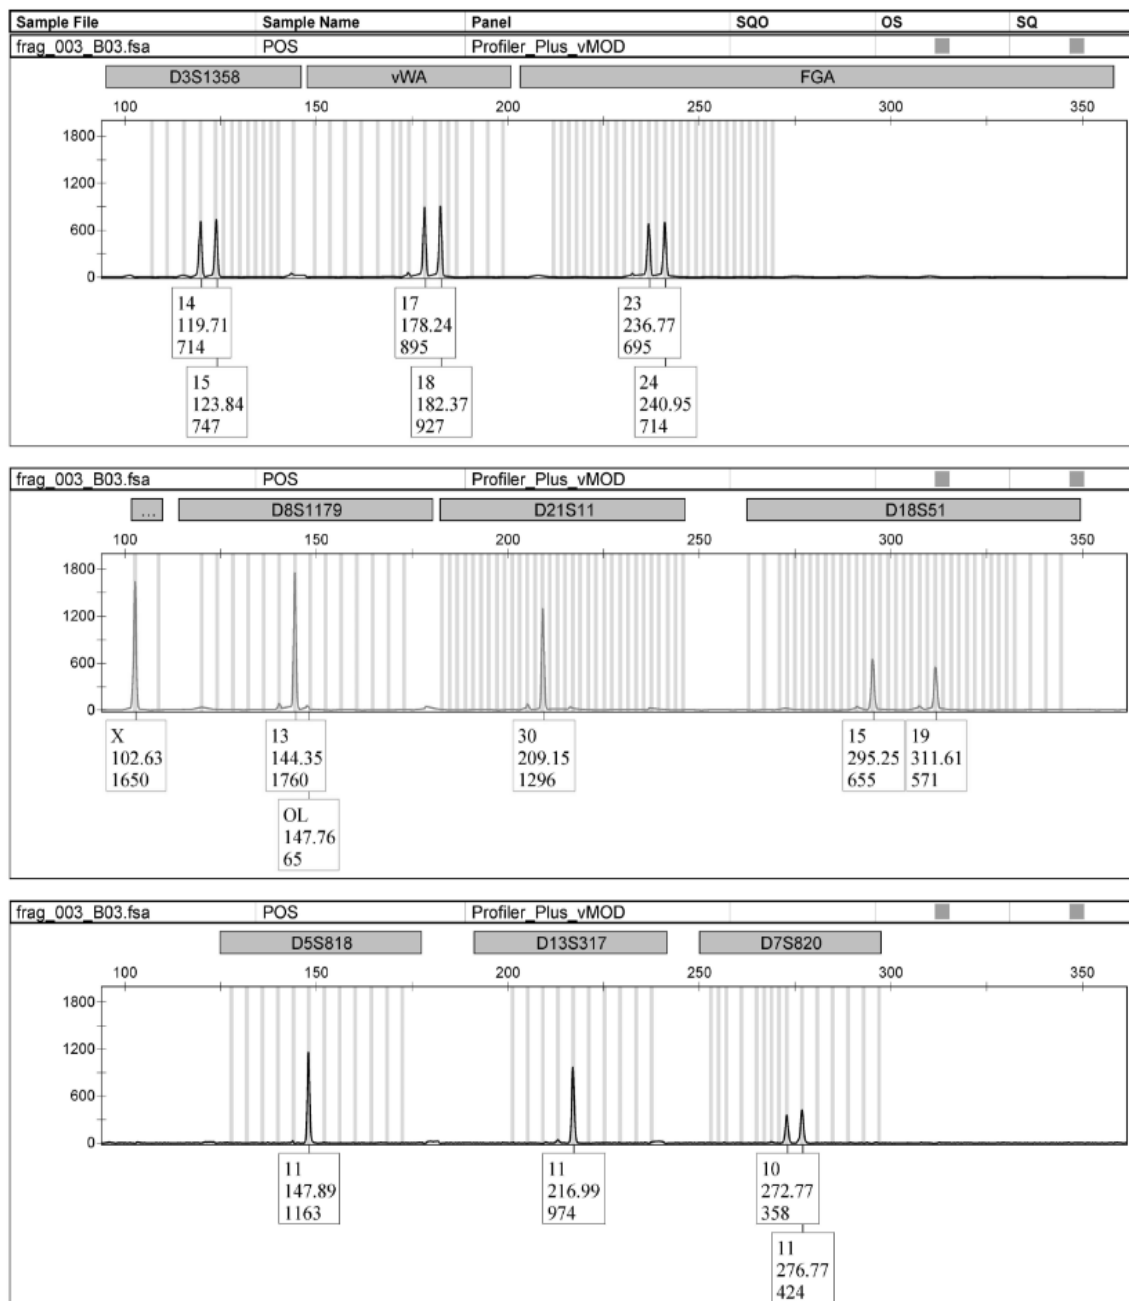 Sample File Sample Name Panel SQO OS SQ
frag_003_B03.fsa POS Profiler_Plus_vMOD
D3S1358 vWA FGA
100 150 200 250 300 350
1800
1200
600
0
14 17 23
119.71 178.24 236.77
714 895 695
15 18 24
123.84 182.37 240.95
747 927 714
frag_003_B03.fsa POS Profiler_Plus_vMOD
... D8S1179 D21S11 D18S51
100 150 200 250 300 350
1800
1200
600
0
X 13 30 15 19
102.63 144.35 209.15 295.25 311.61
1650 1760 1296 655 571
OL
147.76
65
frag_003_B03.fsa POS Profiler_Plus_vMOD
D5S818 D13S317 D7S820
100 150 200 250 300 350
1800
1200
600
0
11 11 10
147.89 216.99 272.77
1163 974 358
11
276.77
424